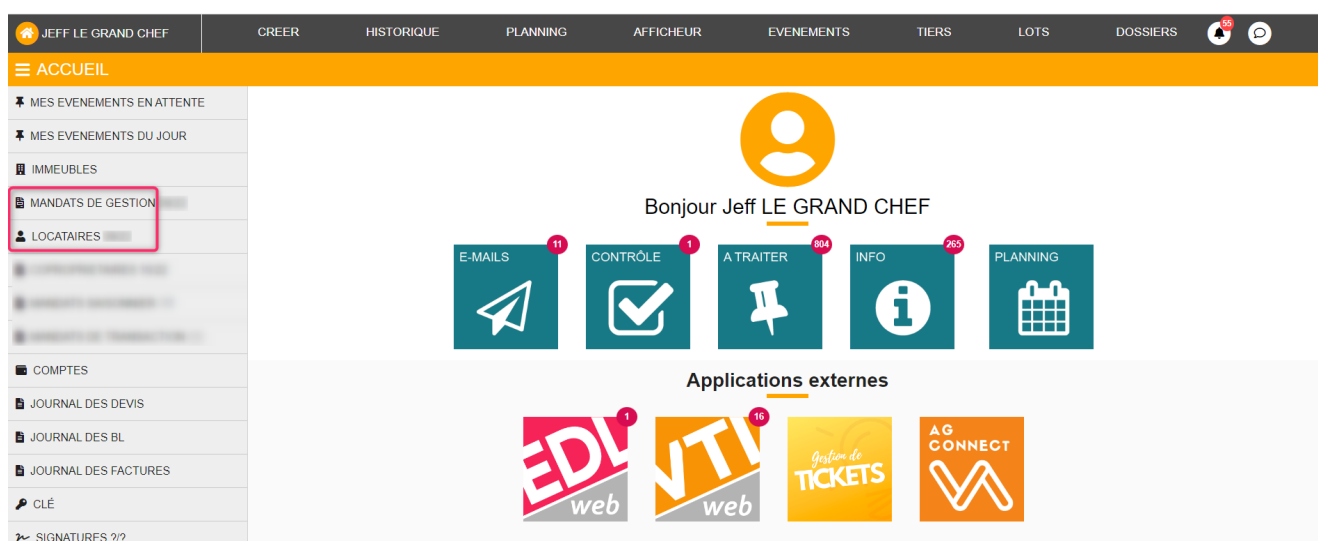 JEFF LE GRAND CHEF CREER HISTORIQUE PLANNING AFFICHEUR EVENEMENTS TIERS LOTS DOSSIERS 55
ACCUEIL
MES EVENEMENTS EN ATTENTE
MES EVENEMENTS DU JOUR
IMMEUBLES
MANDATS DE GESTION
LOCATAIRES
COMPTES
JOURNAL DES DEVIS
JOURNAL DES BL
JOURNAL DES FACTURES
CLÉ
SIGNATURES ?/?
Bonjour Jeff LE GRAND CHEF
E-MAILS 11
CONTRÔLE 1
A TRAITER 804
INFO 265
PLANNING
Applications externes
EDL
web
1
VTI
web
16
Gestion de
TICKETS
AG
CONNECT